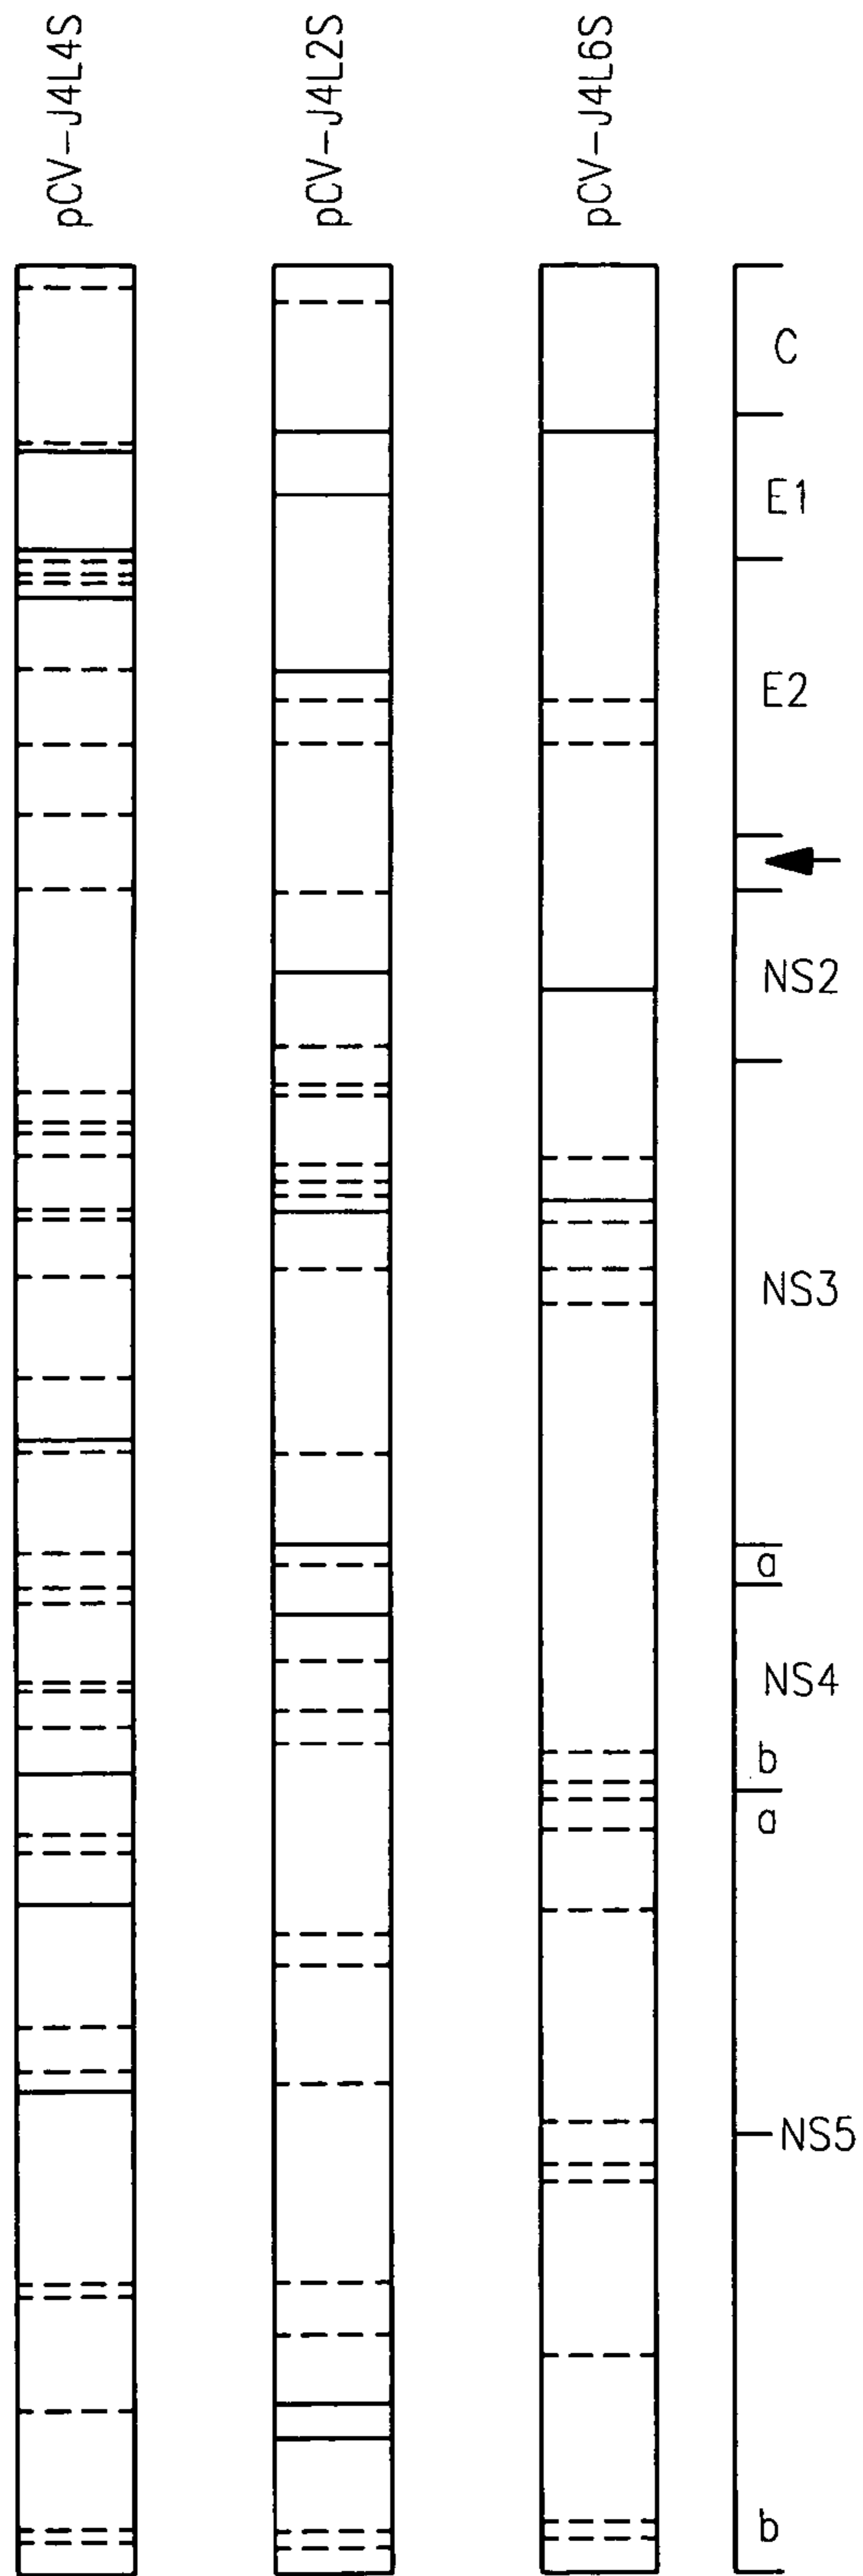 pCV-J4L4S
pCV-J4L2S
pCV-J4L6S
C
E1
E2
NS2
NS3
a
NS4
b
a
NS5
b